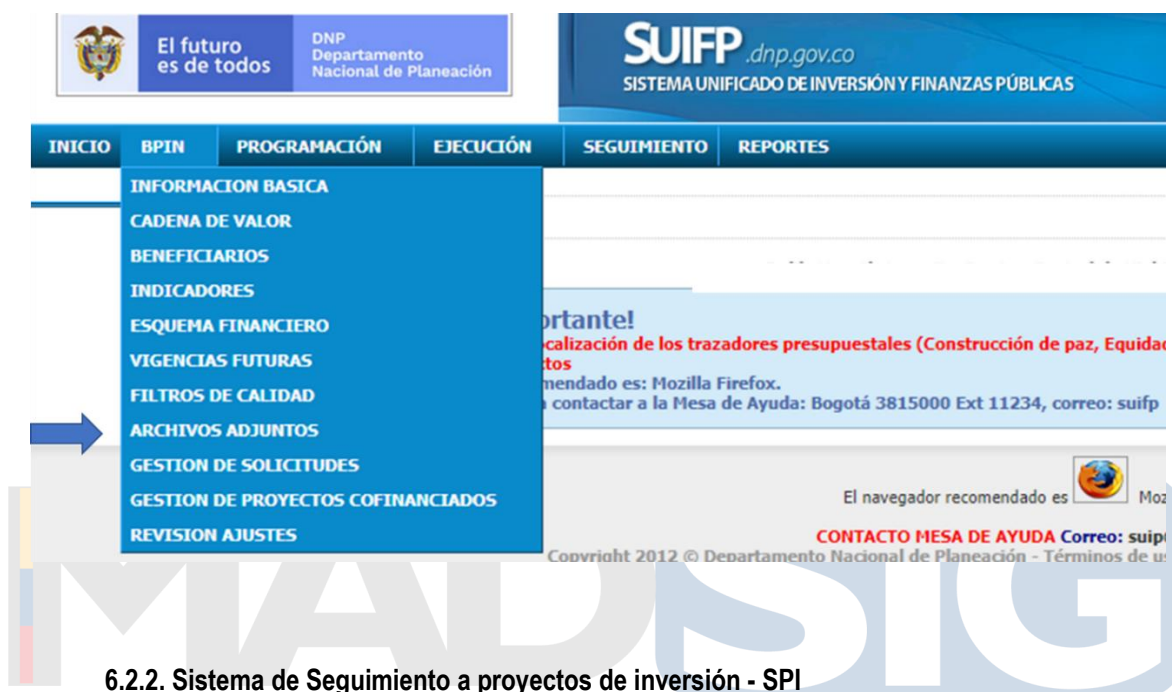 El futuro
es de todos
DNP
Departamento
Nacional de Planeación
SUIFP.dnp.gov.co
SISTEMA UNIFICADO DE INVERSIÓN Y FINANZAS PÚBLICAS
INICIO BPIN PROGRAMACIÓN EJECUCIÓN SEGUIMIENTO REPORTES
INFORMACION BASICA
CADENA DE VALOR
BENEFICIARIOS
INDICADORES
ESQUEMA FINANCIERO
VIGENCIAS FUTURAS
FILTROS DE CALIDAD
ARCHIVOS ADJUNTOS
GESTION DE SOLICITUDES
GESTION DE PROYECTOS COFINANCIADOS
REVISION AJUSTES
ortante!
calización de los trazadores presupuestales (Construcción de paz, Equidad
ctos
mendado es: Mozilla Firefox.
contactar a la Mesa de Ayuda: Bogotá 3815000 Ext 11234, correo: suifp
El navegador recomendado es Moz
CONTACTO MESA DE AYUDA Correo: suip
Copyright 2012 © Departamento Nacional de Planeación - Términos de us
MADSIG
6.2.2. Sistema de Seguimiento a proyectos de inversión - SPI